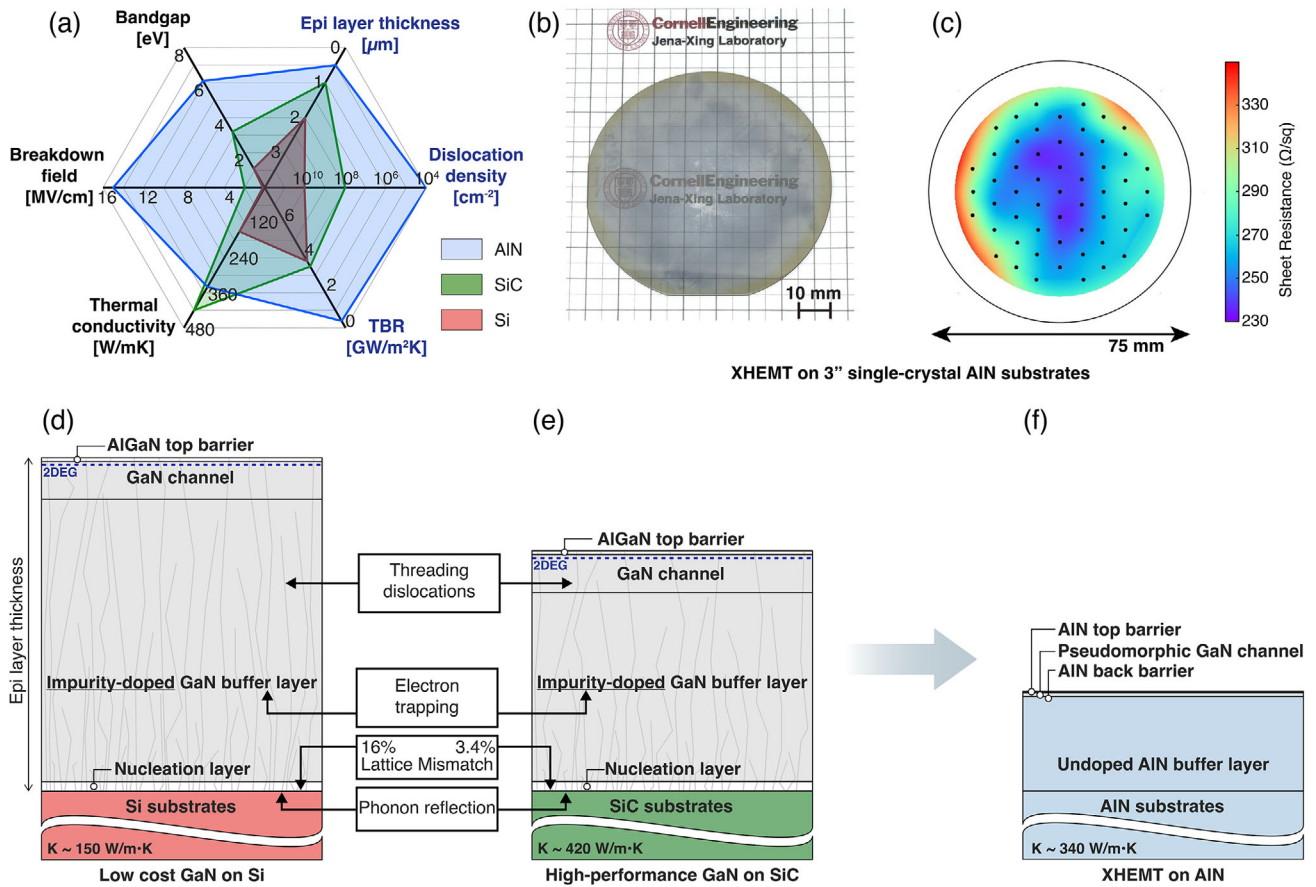 (a)
Bandgap
[eV]
Epi layer thickness
[µm]
8
6
4
2
0
1
2
3
Breakdown
field
[MV/cm]
16
12
8
4
10¹⁰
10⁸
10⁶
10⁴
Dislocation
density
[cm⁻²]
120
240
360
480
6
4
2
0
Thermal
conductivity
[W/mK]
TBR
[GW/m²K]
AlN
SiC
Si
(b)
CornellEngineering
Jena-Xing Laboratory
CornellEngineering
Jena-Xing Laboratory
10 mm
(c)
330
310
290
270
250
230
Sheet Resistance (Ω/sq)
75 mm
XHEMT on 3” single-crystal AlN substrates
(d)
AlGaN top barrier
2DEG
GaN channel
Epi layer thickness
Impurity-doped GaN buffer layer
Nucleation layer
Si substrates
K ~ 150 W/m•K
Low cost GaN on Si
Threading
dislocations
Electron
trapping
16% 3.4%
Lattice Mismatch
Phonon reflection
(e)
AlGaN top barrier
2DEG
GaN channel
Impurity-doped GaN buffer layer
Nucleation layer
SiC substrates
K ~ 420 W/m•K
High-performance GaN on SiC
(f)
AlN top barrier
Pseudomorphic GaN channel
AlN back barrier
Undoped AlN buffer layer
AlN substrates
K ~ 340 W/m•K
XHEMT on AlN